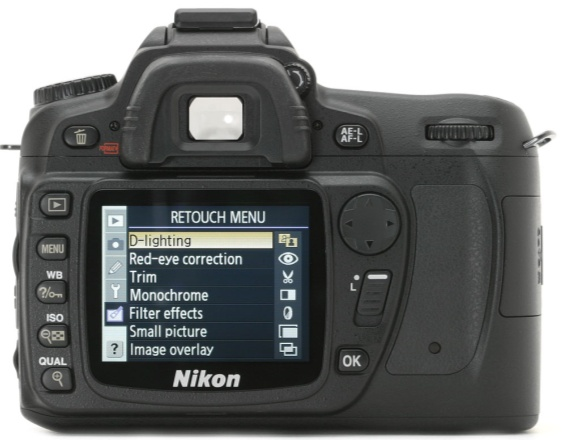 AE-L
AF-L
MENU
WB
?
ISO
QUAL
RETOUCH MENU
D-lighting
Red-eye correction
Trim
Monochrome
Filter effects
Small picture
? Image overlay
L
OK
Nikon